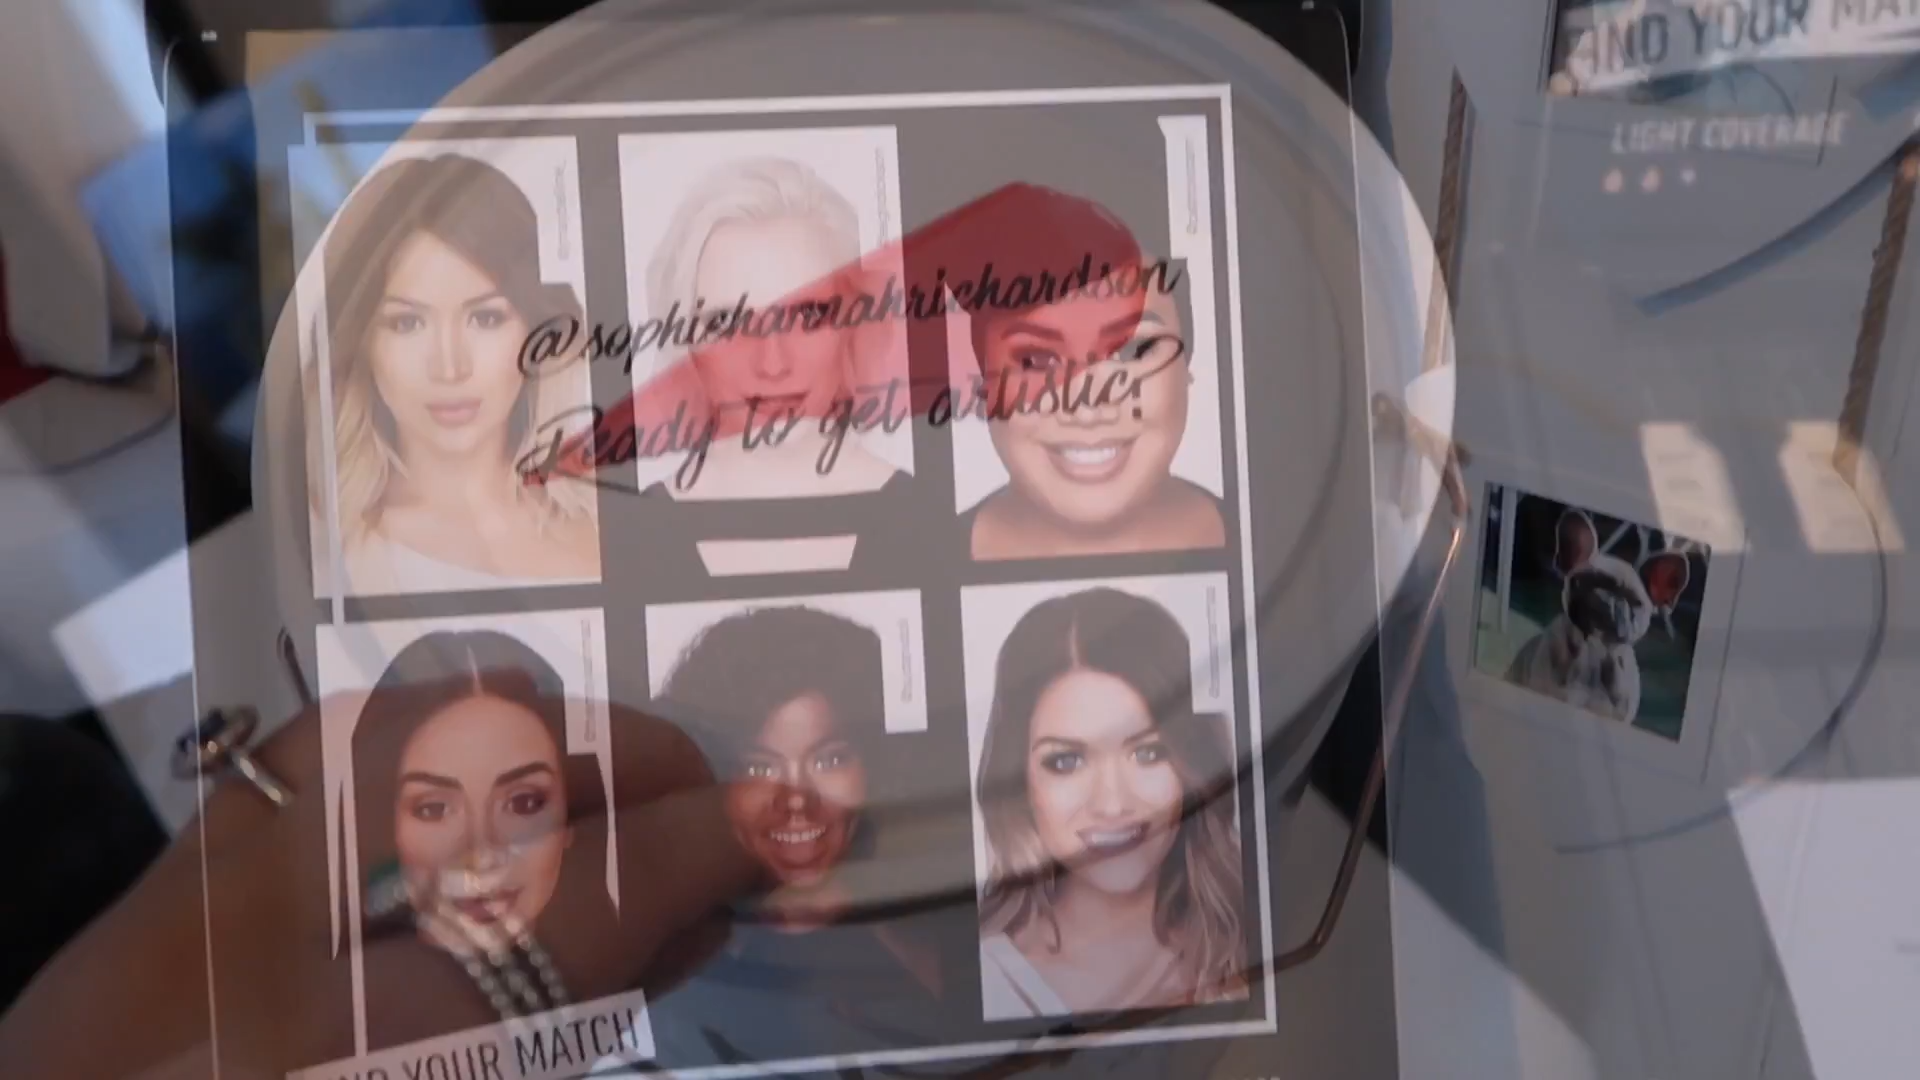 FIND YOUR MA
LIGHT COVERAGE
@sophiehannahrichardson
Ready to get artistic?
ND YOUR MATCH